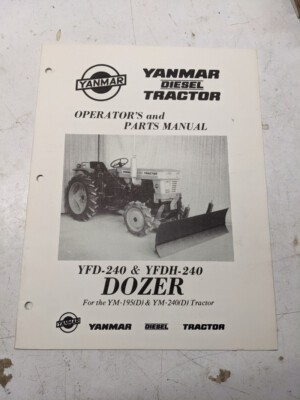 YANMAR
YANMAR
DIESEL
TRACTOR
OPERATOR'S and
PARTS MANUAL
YFD-240 & YFDH-240
DOZER
For the YM-195(D) & YM-240(D) Tractor
YANMAR YANMAR DIESEL TRACTOR